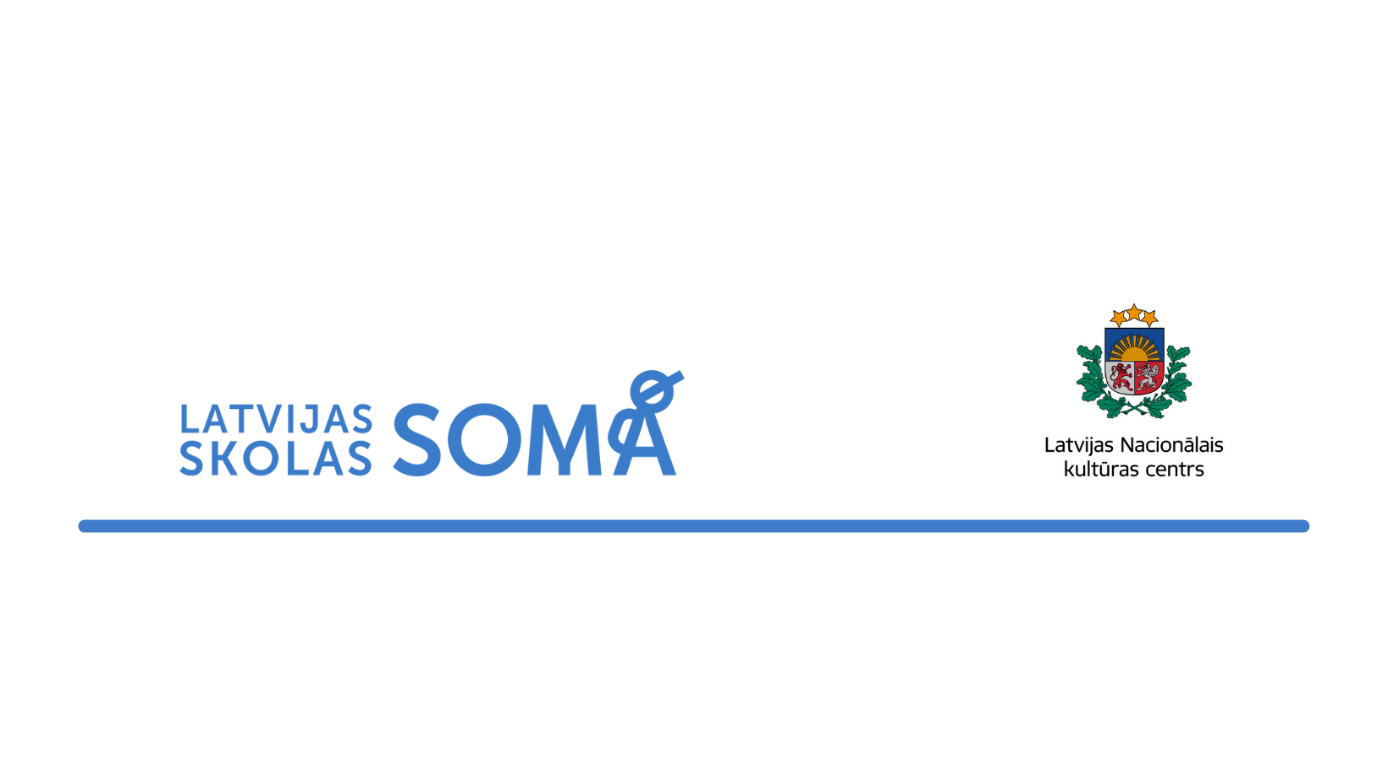 LATVIJAS
SKOLAS
SOMA
Latvijas Nacionālais
kultūras centrs